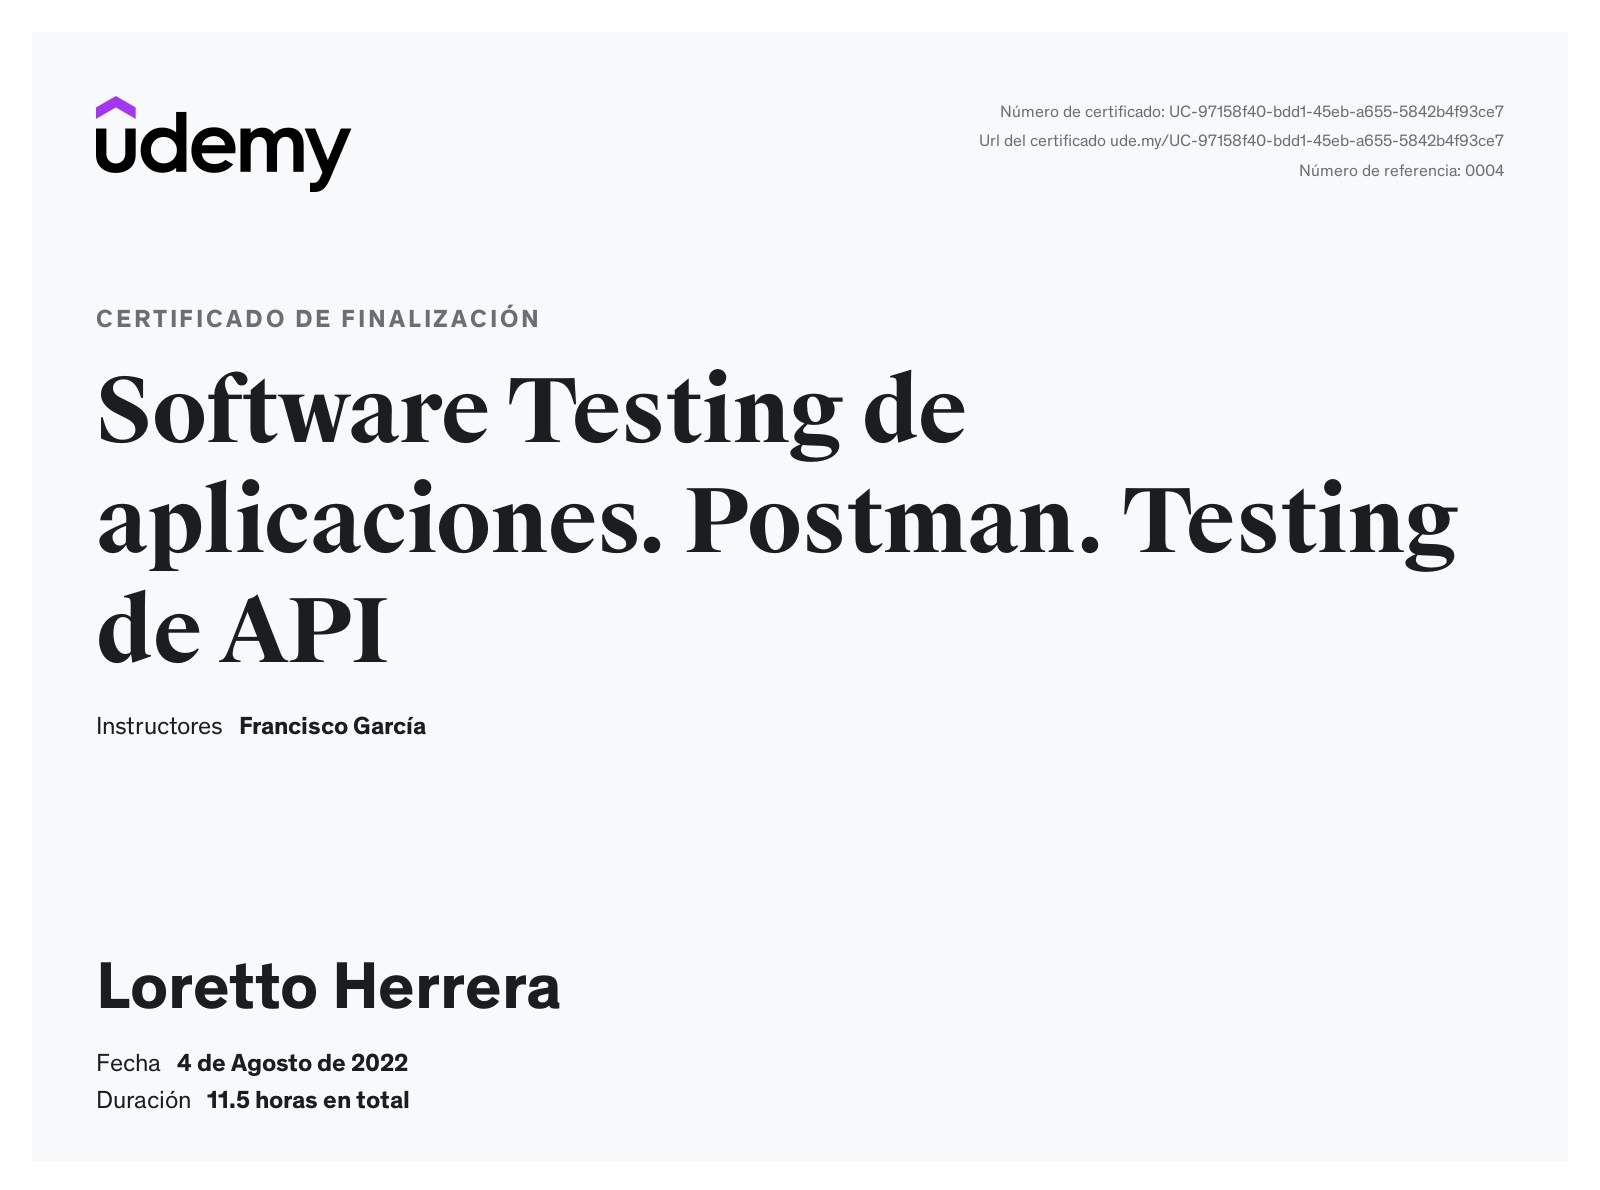 udemy
Número de certificado: UC-97158f40-bdd1-45eb-a655-5842b4f93ce7
Url del certificado ude.my/UC-97158f40-bdd1-45eb-a655-5842b4f93ce7
Número de referencia: 0004
CERTIFICADO DE FINALIZACIÓN
Software Testing de
aplicaciones. Postman. Testing
de API
Instructores Francisco García
Loretto Herrera
Fecha 4 de Agosto de 2022
Duración 11.5 horas en total